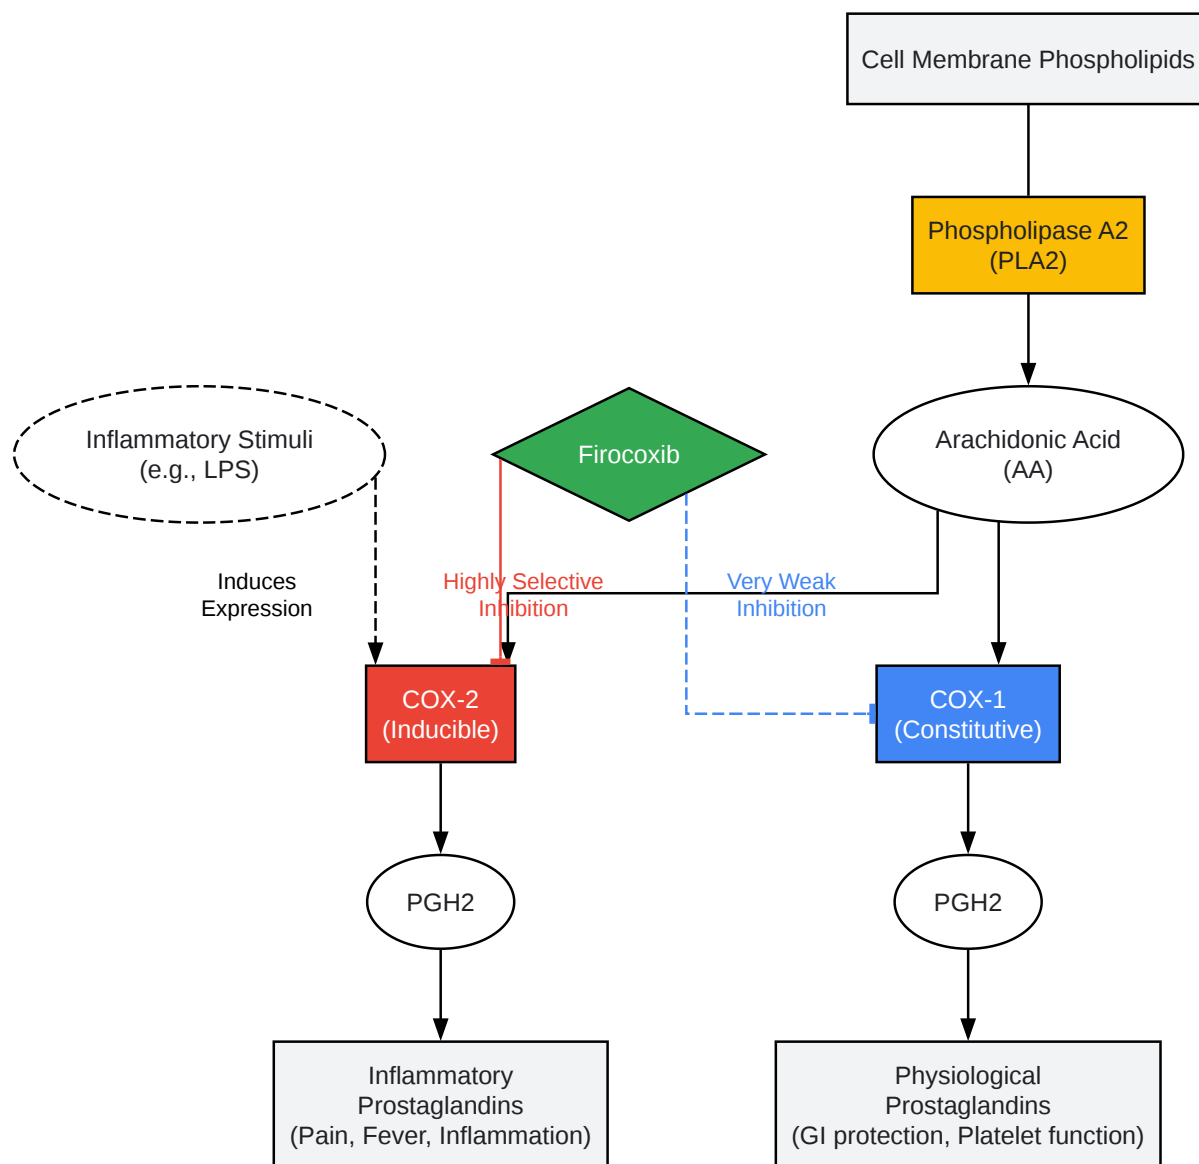 Cell Membrane Phospholipids
Phospholipase A2
(PLA2)
Inflammatory Stimuli
(e.g., LPS)
Firocoxib
Arachidonic Acid
(AA)
Induces
Expression
Highly Selective
Inhibition
Very Weak
Inhibition
COX-2
(Inducible)
COX-1
(Constitutive)
PGH2
PGH2
Inflammatory
Prostaglandins
(Pain, Fever, Inflammation)
Physiological
Prostaglandins
(GI protection, Platelet function)